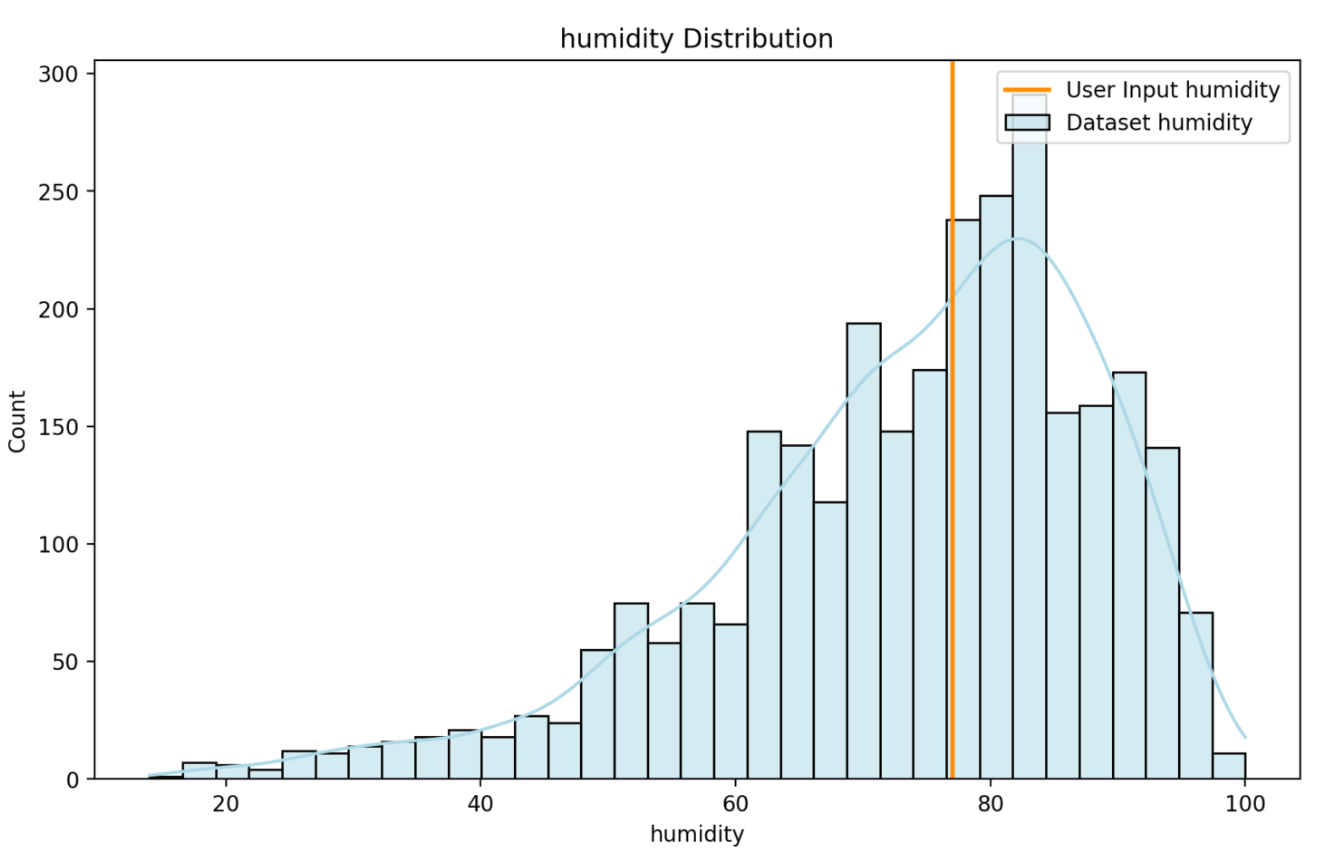 humidity Distribution
User Input humidity
Dataset humidity
300
250
200
150
100
50
0
Count
20 40 60 80 100
humidity